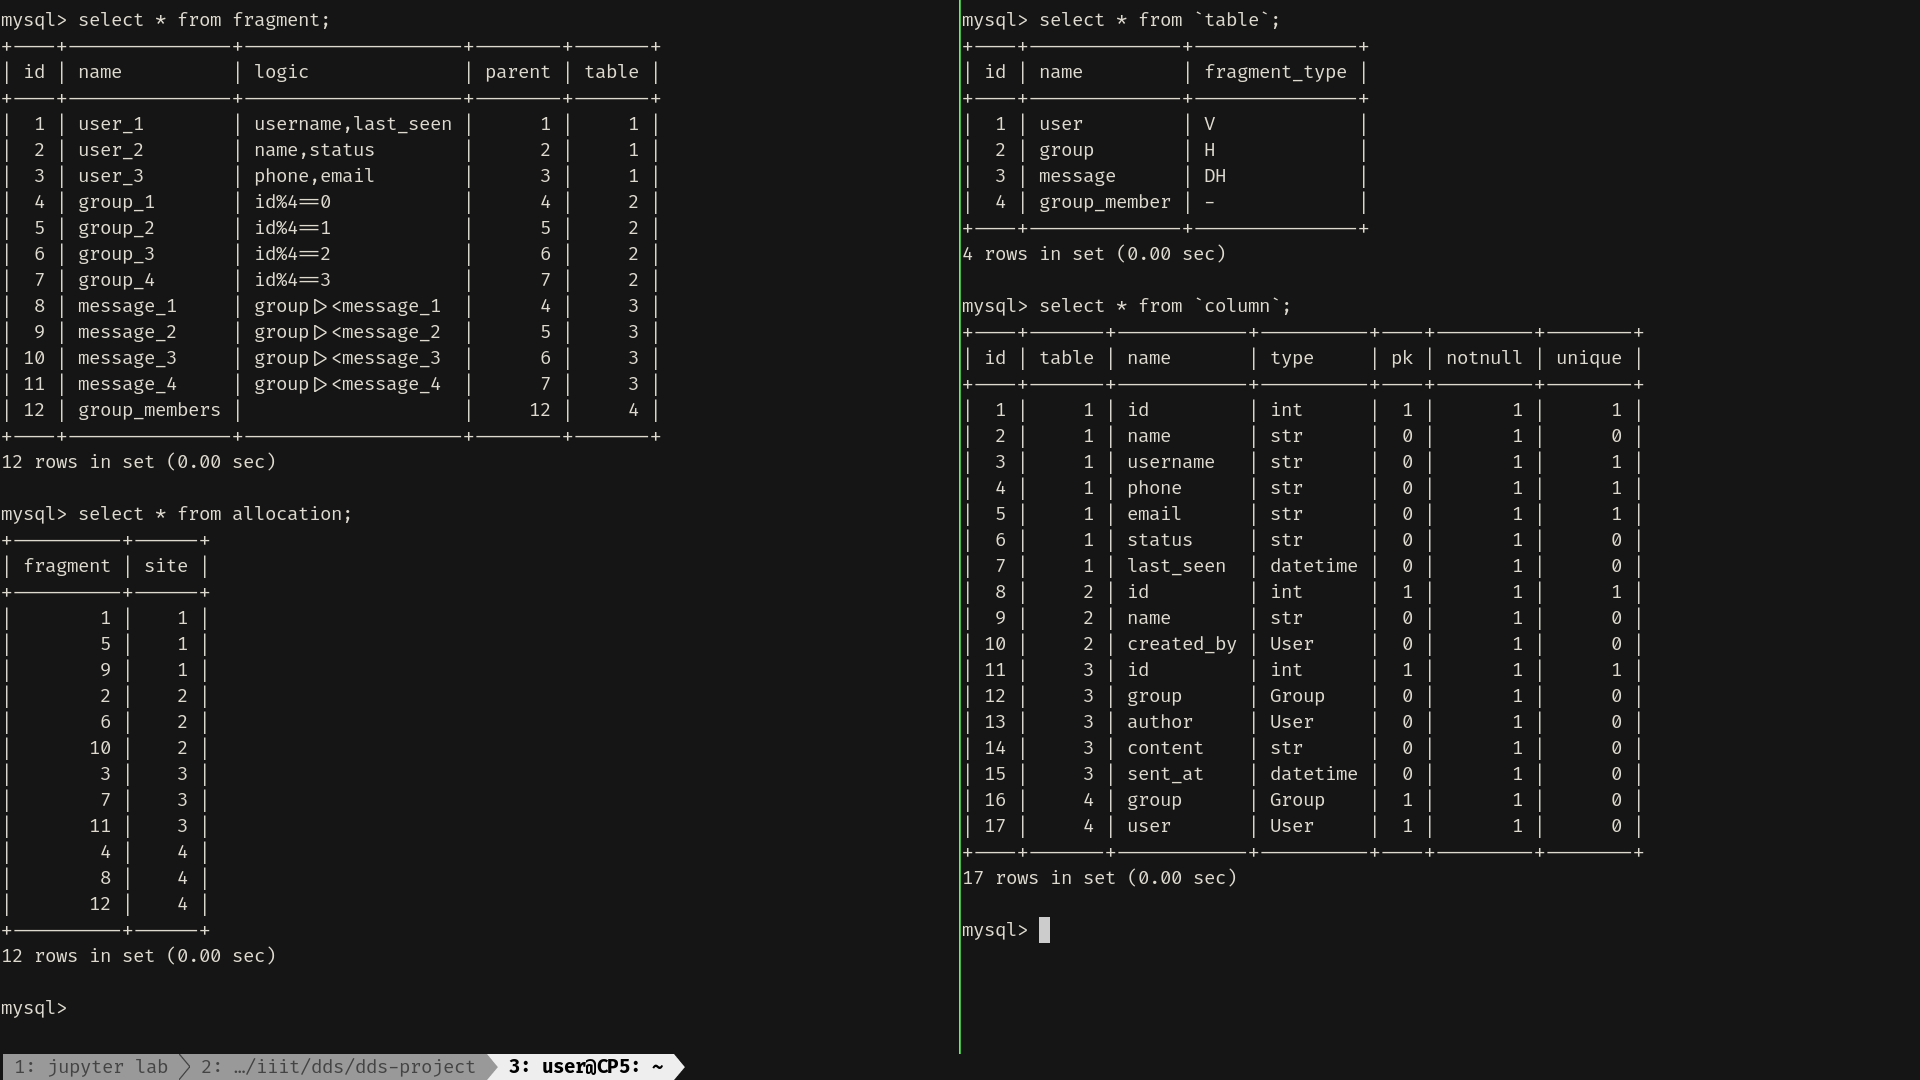 mysql> select * from fragment;
+----+---------------+--------------------+--------+-------+
| id | name          | logic              | parent | table |
+----+---------------+--------------------+--------+-------+
|  1 | user_1        | username,last_seen |      1 |     1 |
|  2 | user_2        | name,status        |      2 |     1 |
|  3 | user_3        | phone,email        |      3 |     1 |
|  4 | group_1       | id%4==0            |      4 |     2 |
|  5 | group_2       | id%4==1            |      5 |     2 |
|  6 | group_3       | id%4==2            |      6 |     2 |
|  7 | group_4       | id%4==3            |      7 |     2 |
|  8 | message_1     | group|><message_1  |      4 |     3 |
|  9 | message_2     | group|><message_2  |      5 |     3 |
| 10 | message_3     | group|><message_3  |      6 |     3 |
| 11 | message_4     | group|><message_4  |      7 |     3 |
| 12 | group_members |                    |     12 |     4 |
+----+---------------+--------------------+--------+-------+
12 rows in set (0.00 sec)

mysql> select * from allocation;
+----------+------+
| fragment | site |
+----------+------+
|        1 |    1 |
|        5 |    1 |
|        9 |    1 |
|        2 |    2 |
|        6 |    2 |
|       10 |    2 |
|        3 |    3 |
|        7 |    3 |
|       11 |    3 |
|        4 |    4 |
|        8 |    4 |
|       12 |    4 |
+----------+------+
12 rows in set (0.00 sec)

mysql>
mysql> select * from `table`;
+----+--------------+---------------+
| id | name         | fragment_type |
+----+--------------+---------------+
|  1 | user         | V             |
|  2 | group        | H             |
|  3 | message      | DH            |
|  4 | group_member | -             |
+----+--------------+---------------+
4 rows in set (0.00 sec)

mysql> select * from `column`;
+----+-------+------------+----------+----+---------+--------+
| id | table | name       | type     | pk | notnull | unique |
+----+-------+------------+----------+----+---------+--------+
|  1 |     1 | id         | int      |  1 |       1 |      1 |
|  2 |     1 | name       | str      |  0 |       1 |      0 |
|  3 |     1 | username   | str      |  0 |       1 |      1 |
|  4 |     1 | phone      | str      |  0 |       1 |      1 |
|  5 |     1 | email      | str      |  0 |       1 |      1 |
|  6 |     1 | status     | str      |  0 |       1 |      0 |
|  7 |     1 | last_seen  | datetime |  0 |       1 |      0 |
|  8 |     2 | id         | int      |  1 |       1 |      1 |
|  9 |     2 | name       | str      |  0 |       1 |      0 |
| 10 |     2 | created_by | User     |  0 |       1 |      0 |
| 11 |     3 | id         | int      |  1 |       1 |      1 |
| 12 |     3 | group      | Group    |  0 |       1 |      0 |
| 13 |     3 | author     | User     |  0 |       1 |      0 |
| 14 |     3 | content    | str      |  0 |       1 |      0 |
| 15 |     3 | sent_at    | datetime |  0 |       1 |      0 |
| 16 |     4 | group      | Group    |  1 |       1 |      0 |
| 17 |     4 | user       | User     |  1 |       1 |      0 |
+----+-------+------------+----------+----+---------+--------+
17 rows in set (0.00 sec)

mysql>
1: jupyter lab  2: …/iiit/dds/dds-project  3: user@CP5: ~